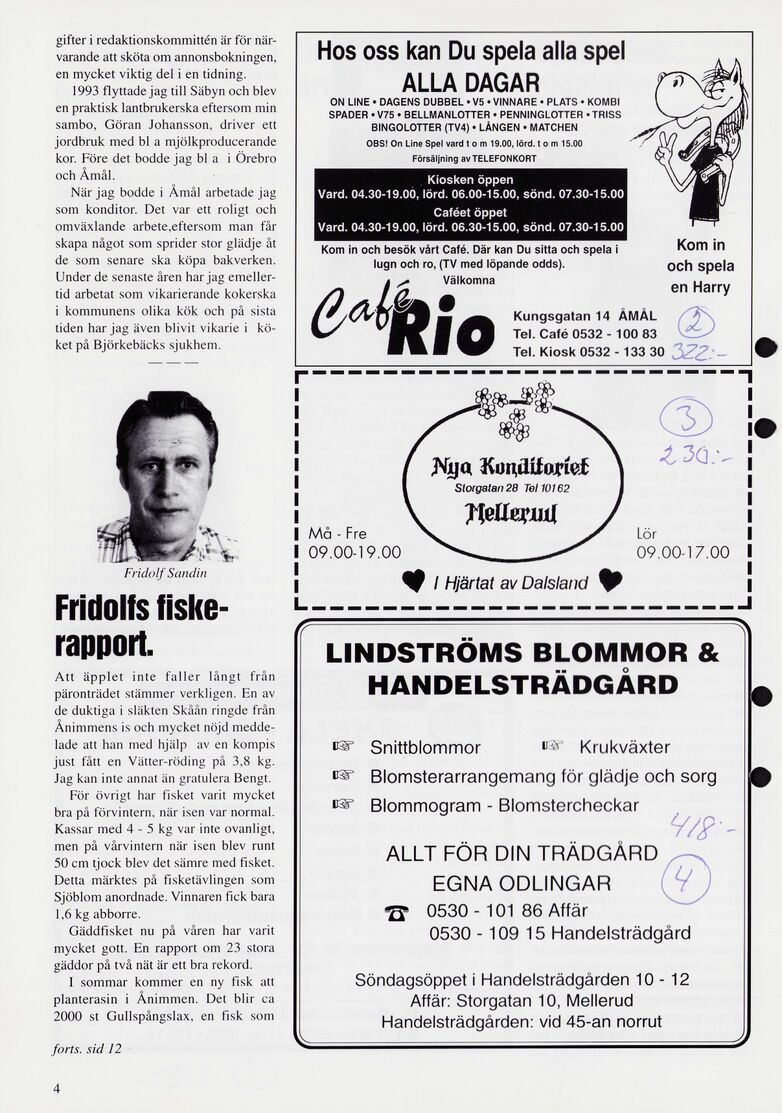 gifter i redaktionskommittén är för när-
varande att sköta om annonsbokningen,
en mycket viktig del i en tidning.
1993 flyttade jag till Säbyn och blev
en praktisk lantbrukerska eftersom min
sambo, Göran Johansson, driver ett
jordbruk med bl a mjölkproducerande
kor. Före det bodde jag bl a i Örebro
och Åmål.
När jag bodde i Åmål arbetade jag
som konditor. Det var ett roligt och
omväxlande arbete,eftersom man får
skapa något som sprider stor glädje åt
de som senare ska köpa bakverken.
Under de senaste åren har jag emeller-
tid arbetat som vikarierande kokerska
i kommunens olika kök och på sista
tiden har jag även blivit vikarie i kö-
ket på Björkebäcks sjukhem.
Fridolf Sandin
Fridolfs fiske-
rapport.
Att äpplet inte faller långt från
päronträdet stämmer verkligen. En av
de duktiga i släkten Skåån ringde från
Ånimmens is och mycket nöjd medde-
lade att han med hjälp av en kompis
just fått en Vätter-röding på 3,8 kg.
Jag kan inte annat än gratulera Bengt.
För övrigt har fisket varit mycket
bra på förvintern, när isen var normal.
Kassar med 4 - 5 kg var inte ovanligt,
men på vårvintern när isen blev runt
50 cm tjock blev det sämre med fisket.
Detta märktes på fisketävlingen som
Sjöblom anordnade. Vinnaren fick bara
1,6 kg abborre.
Gäddfisket nu på våren har varit
mycket gott. En rapport om 23 stora
gäddor på två nät är ett bra rekord.
I sommar kommer en ny fisk att
planterasin i Ånimmen. Det blir ca
2000 st Gullspångslax, en fisk som
forts. sid 12
4
Hos oss kan Du spela alla spel
ALLA DAGAR
ON LINE • DAGENS DUBBEL • V5 • VINNARE • PLATS • KOMBI
SPADER • V75 • BELLMANLOTTER • PENNINGLOTTER • TRISS
BINGOLOTTER (TV4) • LÅNGEN • MATCHEN
OBS! On Line Spel vard t o m 19.00, lörd. t o m 15.00
Försäljning av TELEFONKORT
Kiosken öppen
Vard. 04.30-19.00, lörd. 06.00-15.00, sönd. 07.30-15.00
Caféet öppet
Vard. 04.30-19.00, lörd. 06.30-15.00, sönd. 07.30-15.00
Kom in och besök vårt Café. Där kan Du sitta och spela i
lugn och ro, (TV med löpande odds).
Välkomna
Kom in
och spela
en Harry
Café
Rio
Kungsgatan 14 ÅMÅL
Tel. Café 0532 - 100 83
Tel. Kiosk 0532 - 133 30
2
322:-
3
230:-
Nya Konditoriet
Storgatan 28 Tel 10162
Mellerud
Må - Fre
09.00-19.00
Lör
09.00-17.00
I Hjärtat av Dalsland
LINDSTRÖMS BLOMMOR &
HANDELSTRÄDGÅRD
☞ Snittblommor ☞ Krukväxter
☞ Blomsterarrangemang för glädje och sorg
☞ Blommogram - Blomstercheckar
418:-
4
ALLT FÖR DIN TRÄDGÅRD
EGNA ODLINGAR
☎ 0530 - 101 86 Affär
0530 - 109 15 Handelsträdgård
Söndagsöppet i Handelsträdgården 10 - 12
Affär: Storgatan 10, Mellerud
Handelsträdgården: vid 45-an norrut